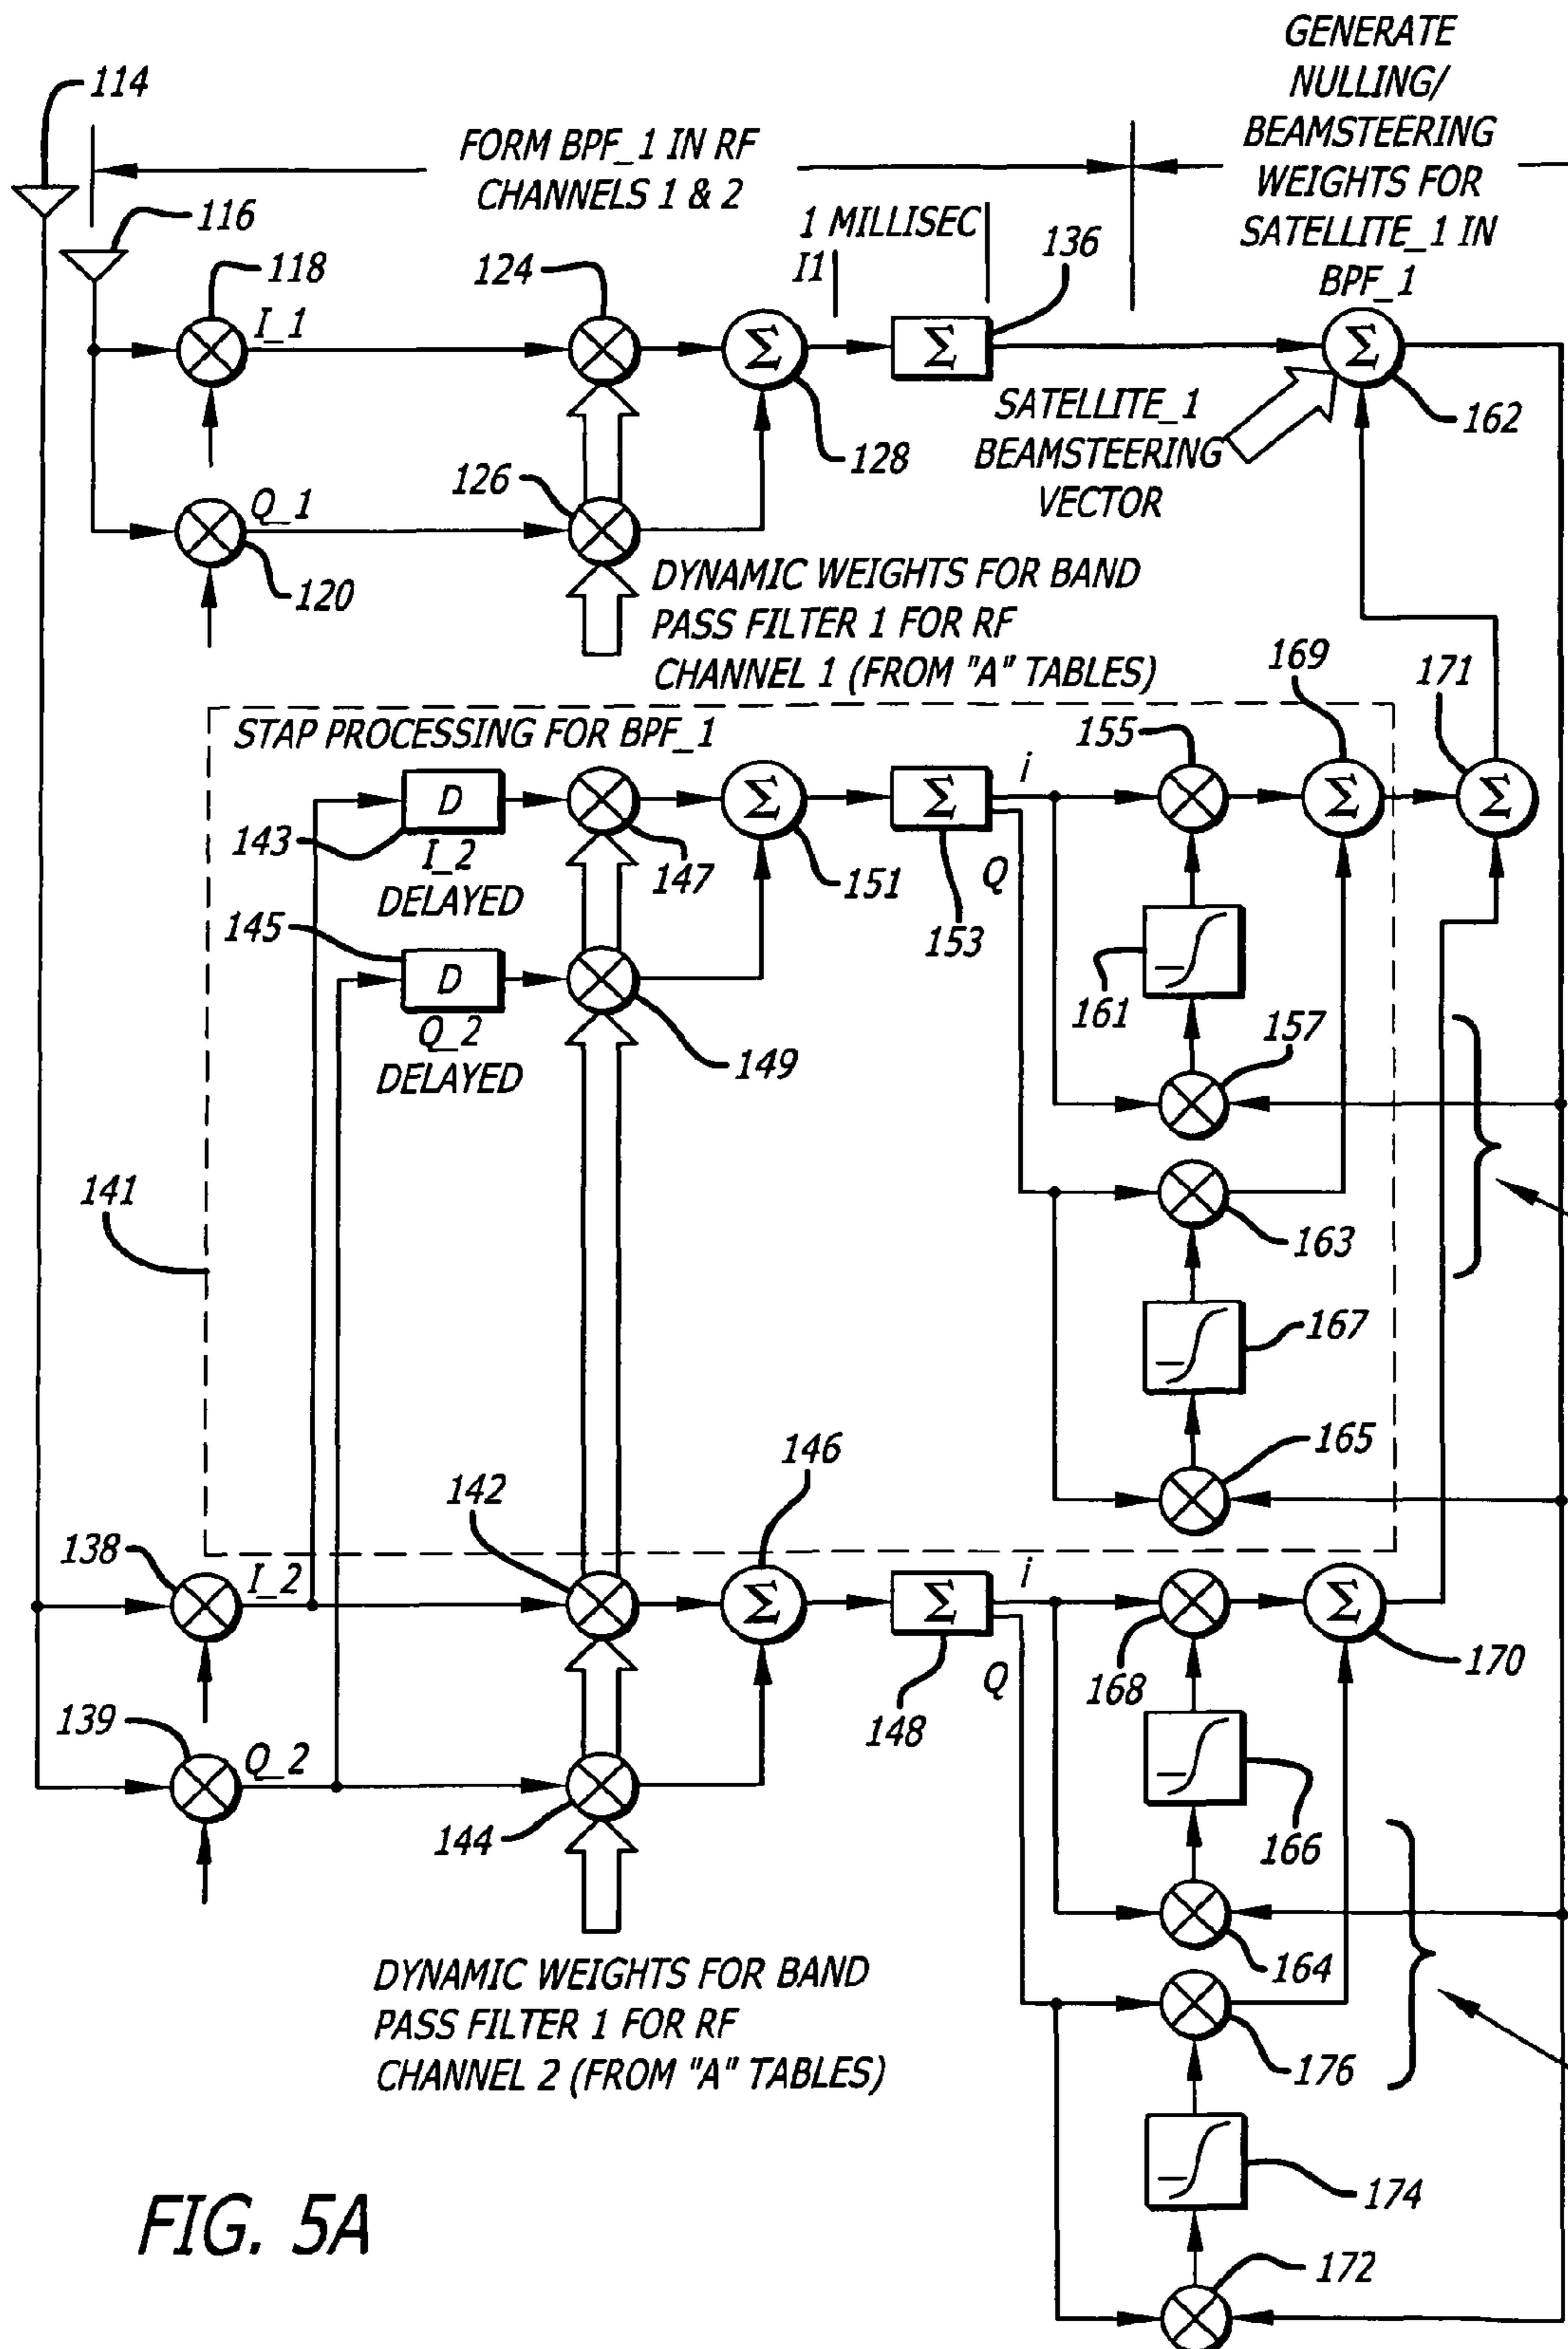 GENERATE
NULLING/
BEAMSTEERING
WEIGHTS FOR
SATELLITE_1 IN
BPF_1
114
FORM BPF_1 IN RF
CHANNELS 1 & 2
116
1 MILLISEC
I1
136
118
I_1
124
Σ
Σ
Σ
128
162
SATELLITE_1
BEAMSTEERING
VECTOR
126
Q_1
120
DYNAMIC WEIGHTS FOR BAND
PASS FILTER 1 FOR RF
CHANNEL 1 (FROM "A" TABLES)
169
171
STAP PROCESSING FOR BPF_1
155
D
Σ
Σ
i
Σ
Σ
143
I_2
DELAYED
147
151
Q
153
145
D
161
Q_2
DELAYED
149
157
141
163
167
165
146
142
138
I_2
Σ
Σ
i
Σ
168
170
Q
148
139
Q_2
144
166
164
DYNAMIC WEIGHTS FOR BAND
PASS FILTER 1 FOR RF
CHANNEL 2 (FROM "A" TABLES)
176
174
FIG. 5A
172